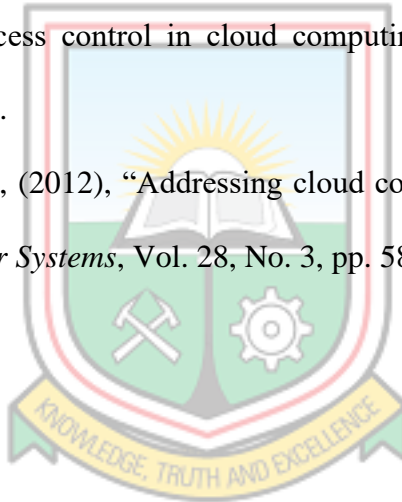 cess control in cloud computin
.
, (2012), “Addressing cloud co
r Systems, Vol. 28, No. 3, pp. 58
KNOWLEDGE, TRUTH AND EXCELLENCE